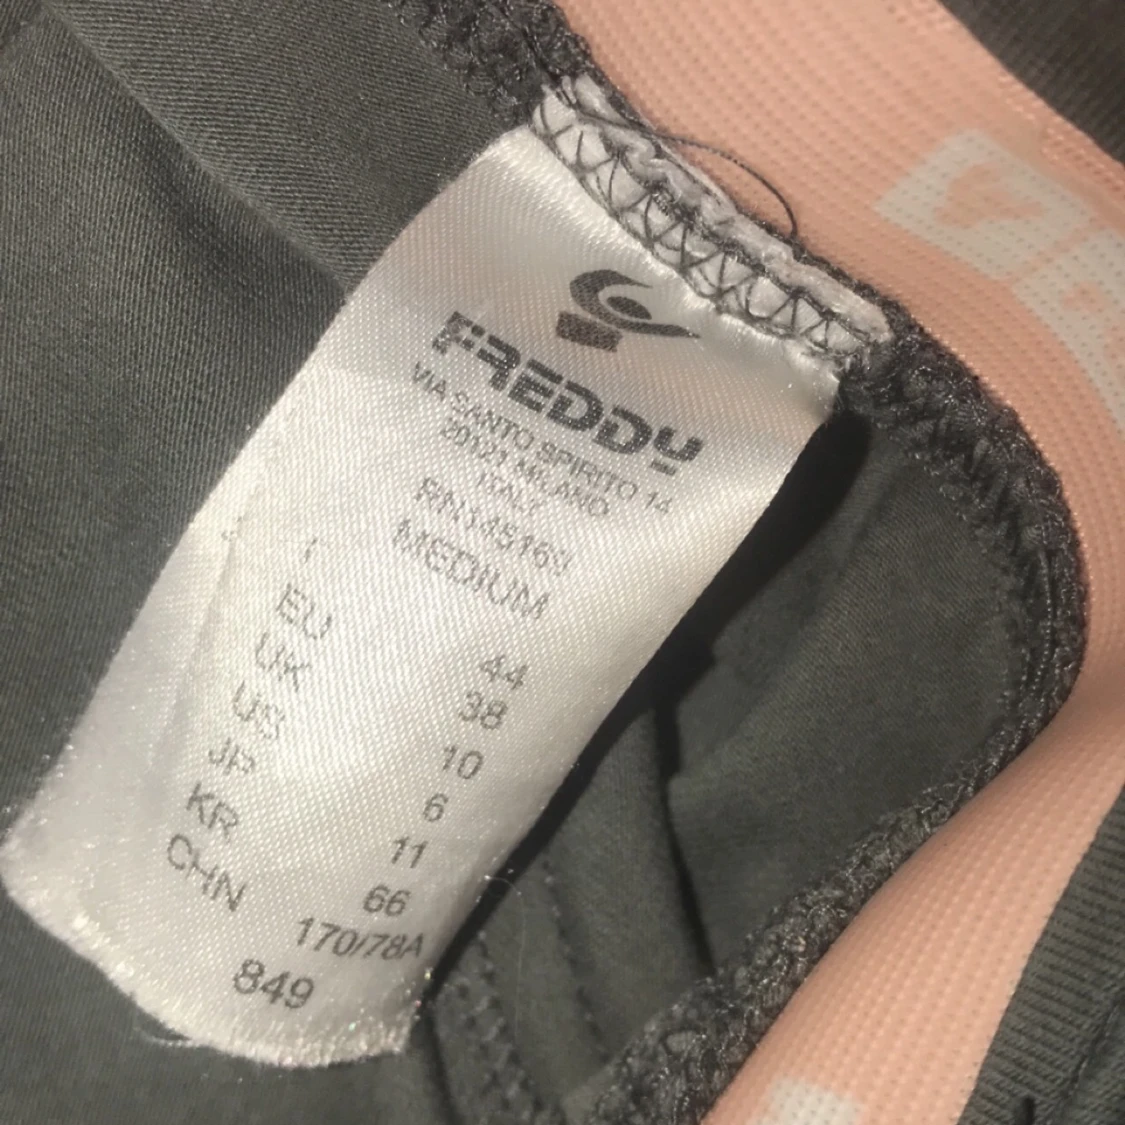 FREDDY
VIA SANTO SPIRITO 14
20121 MILANO
ITALY
MEDIUM
I 44
EU 38
UK 10
US 6
JP 11
KR 66
CHN 170/78A
849